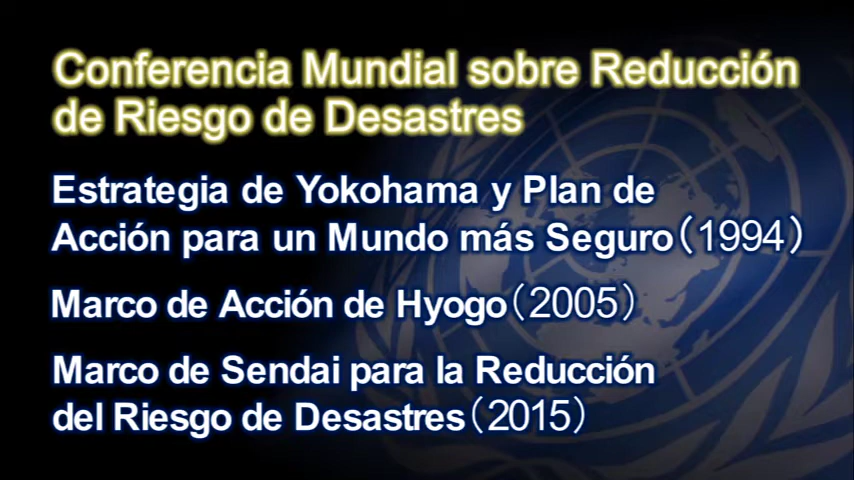 Conferencia Mundial sobre Reducción
de Riesgo de Desastres
Estrategia de Yokohama y Plan de
Acción para un Mundo más Seguro（1994）
Marco de Acción de Hyogo（2005）
Marco de Sendai para la Reducción
del Riesgo de Desastres（2015）